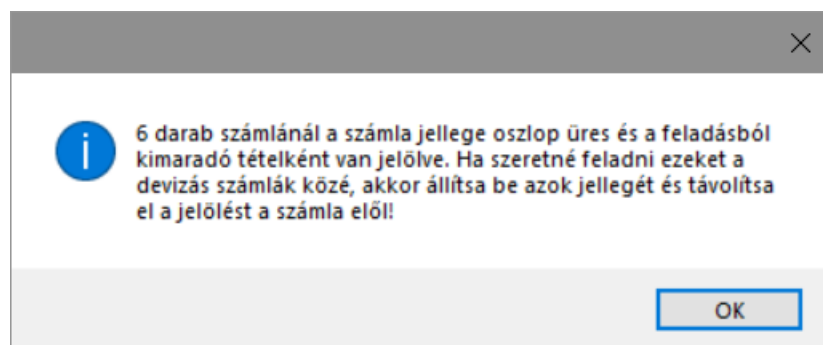 6 darab számlánál a számla jellege oszlop üres és a feladásból
kimaradó tételként van jelölve. Ha szeretné feladni ezeket a
devizás számlák közé, akkor állítsa be azok jellegét és távolítsa
el a jelölést a számla elől!
OK